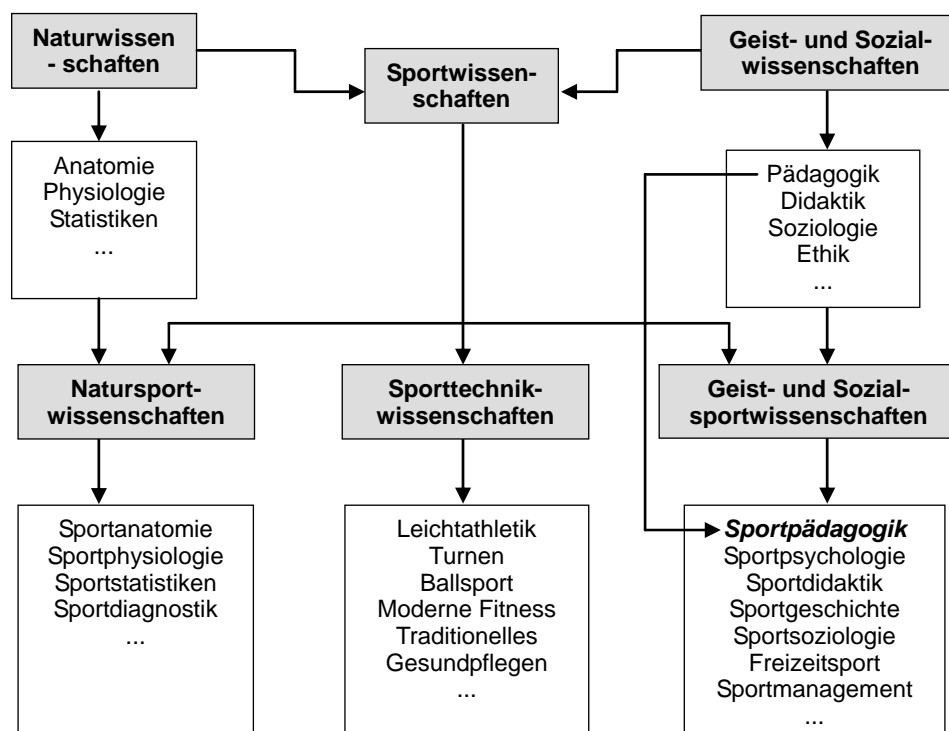 Naturwissen
- schaften
Sportwissen-
schaften
Geist- und Sozial-
wissenschaften
Anatomie
Physiologie
Statistiken
...
Pädagogik
Didaktik
Soziologie
Ethik
...
Natursport-
wissenschaften
Sporttechnik-
wissenschaften
Geist- und Sozial-
sportwissenschaften
Sportanatomie
Sportphysiologie
Sportstatistiken
Sportdiagnostik
...
Leichtathletik
Turnen
Ballsport
Moderne Fitness
Traditionelles
Gesundpflegen
...
Sportpädagogik
Sportpsychologie
Sportdidaktik
Sportgeschichte
Sportsoziologie
Freizeitsport
Sportmanagement
...